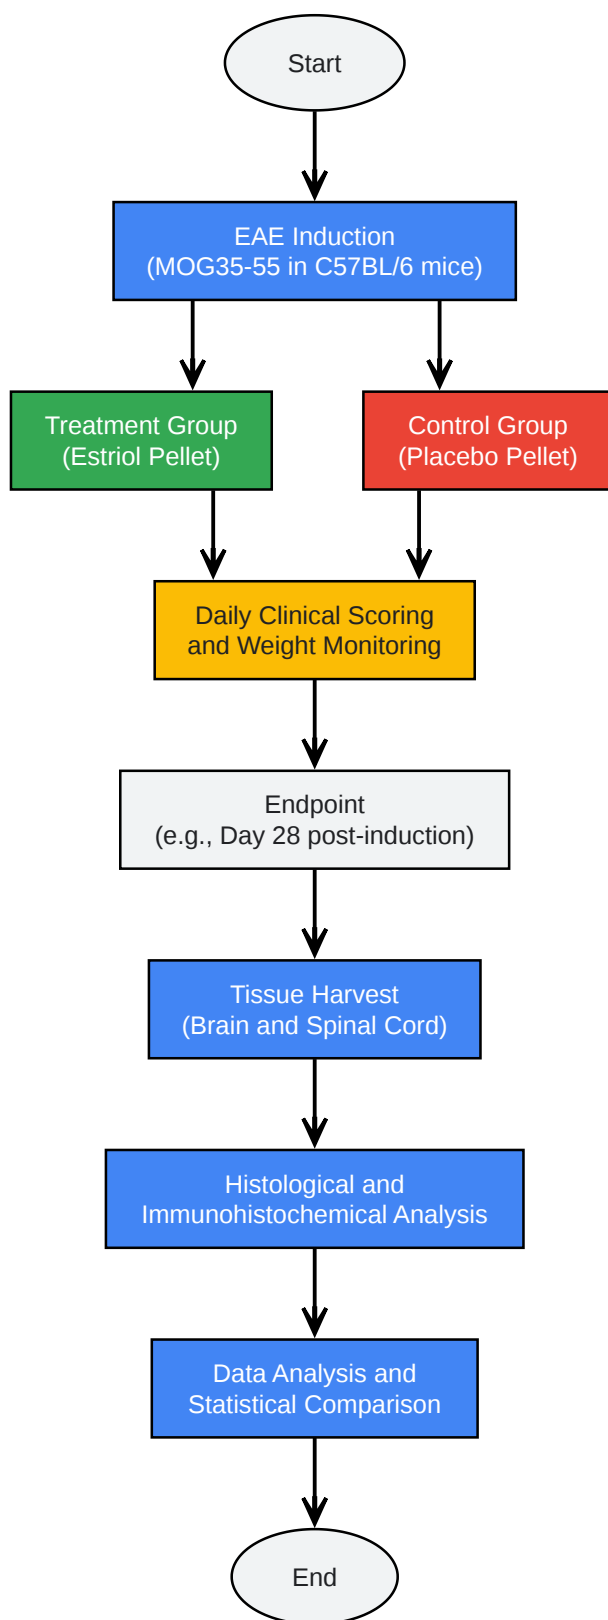 Start
EAE Induction
(MOG35-55 in C57BL/6 mice)
Treatment Group
(Estriol Pellet)
Control Group
(Placebo Pellet)
Daily Clinical Scoring
and Weight Monitoring
Endpoint
(e.g., Day 28 post-induction)
Tissue Harvest
(Brain and Spinal Cord)
Histological and
Immunohistochemical Analysis
Data Analysis and
Statistical Comparison
End